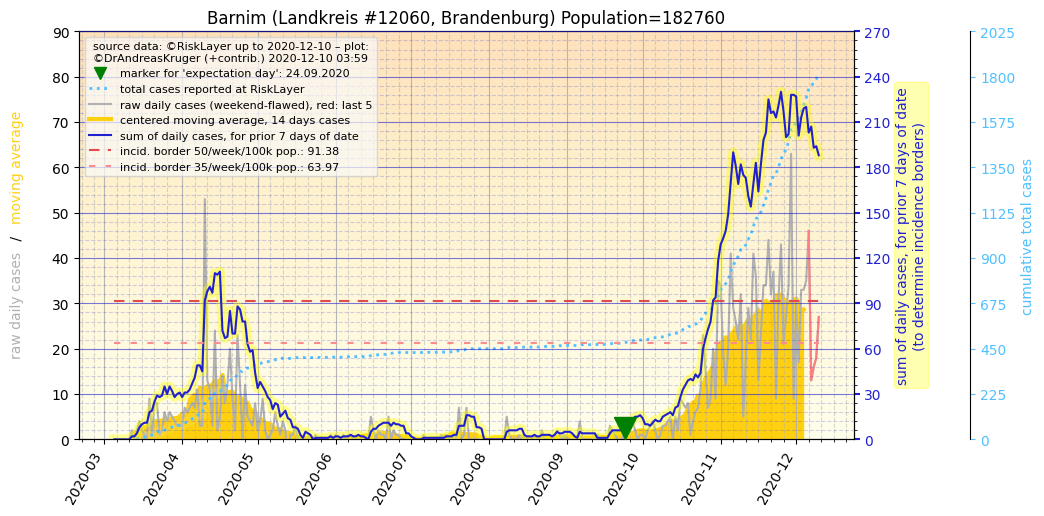 Barnim (Landkreis #12060, Brandenburg) Population=182760
source data: ©RiskLayer up to 2020-12-10 – plot:
©DrAndreasKruger (+contrib.) 2020-12-10 03:59
marker for 'expectation day': 24.09.2020
total cases reported at RiskLayer
raw daily cases (weekend-flawed), red: last 5
centered moving average, 14 days cases
sum of daily cases, for prior 7 days of date
incid. border 50/week/100k pop.: 91.38
incid. border 35/week/100k pop.: 63.97
raw daily cases / moving average
90
80
70
60
50
40
30
20
10
0
270
240
210
180
150
120
90
60
30
0
sum of daily cases, for prior 7 days of date
(to determine incidence borders)
2025
1800
1575
1350
1125
900
675
450
225
0
cumulative total cases
2020-03
2020-04
2020-05
2020-06
2020-07
2020-08
2020-09
2020-10
2020-11
2020-12